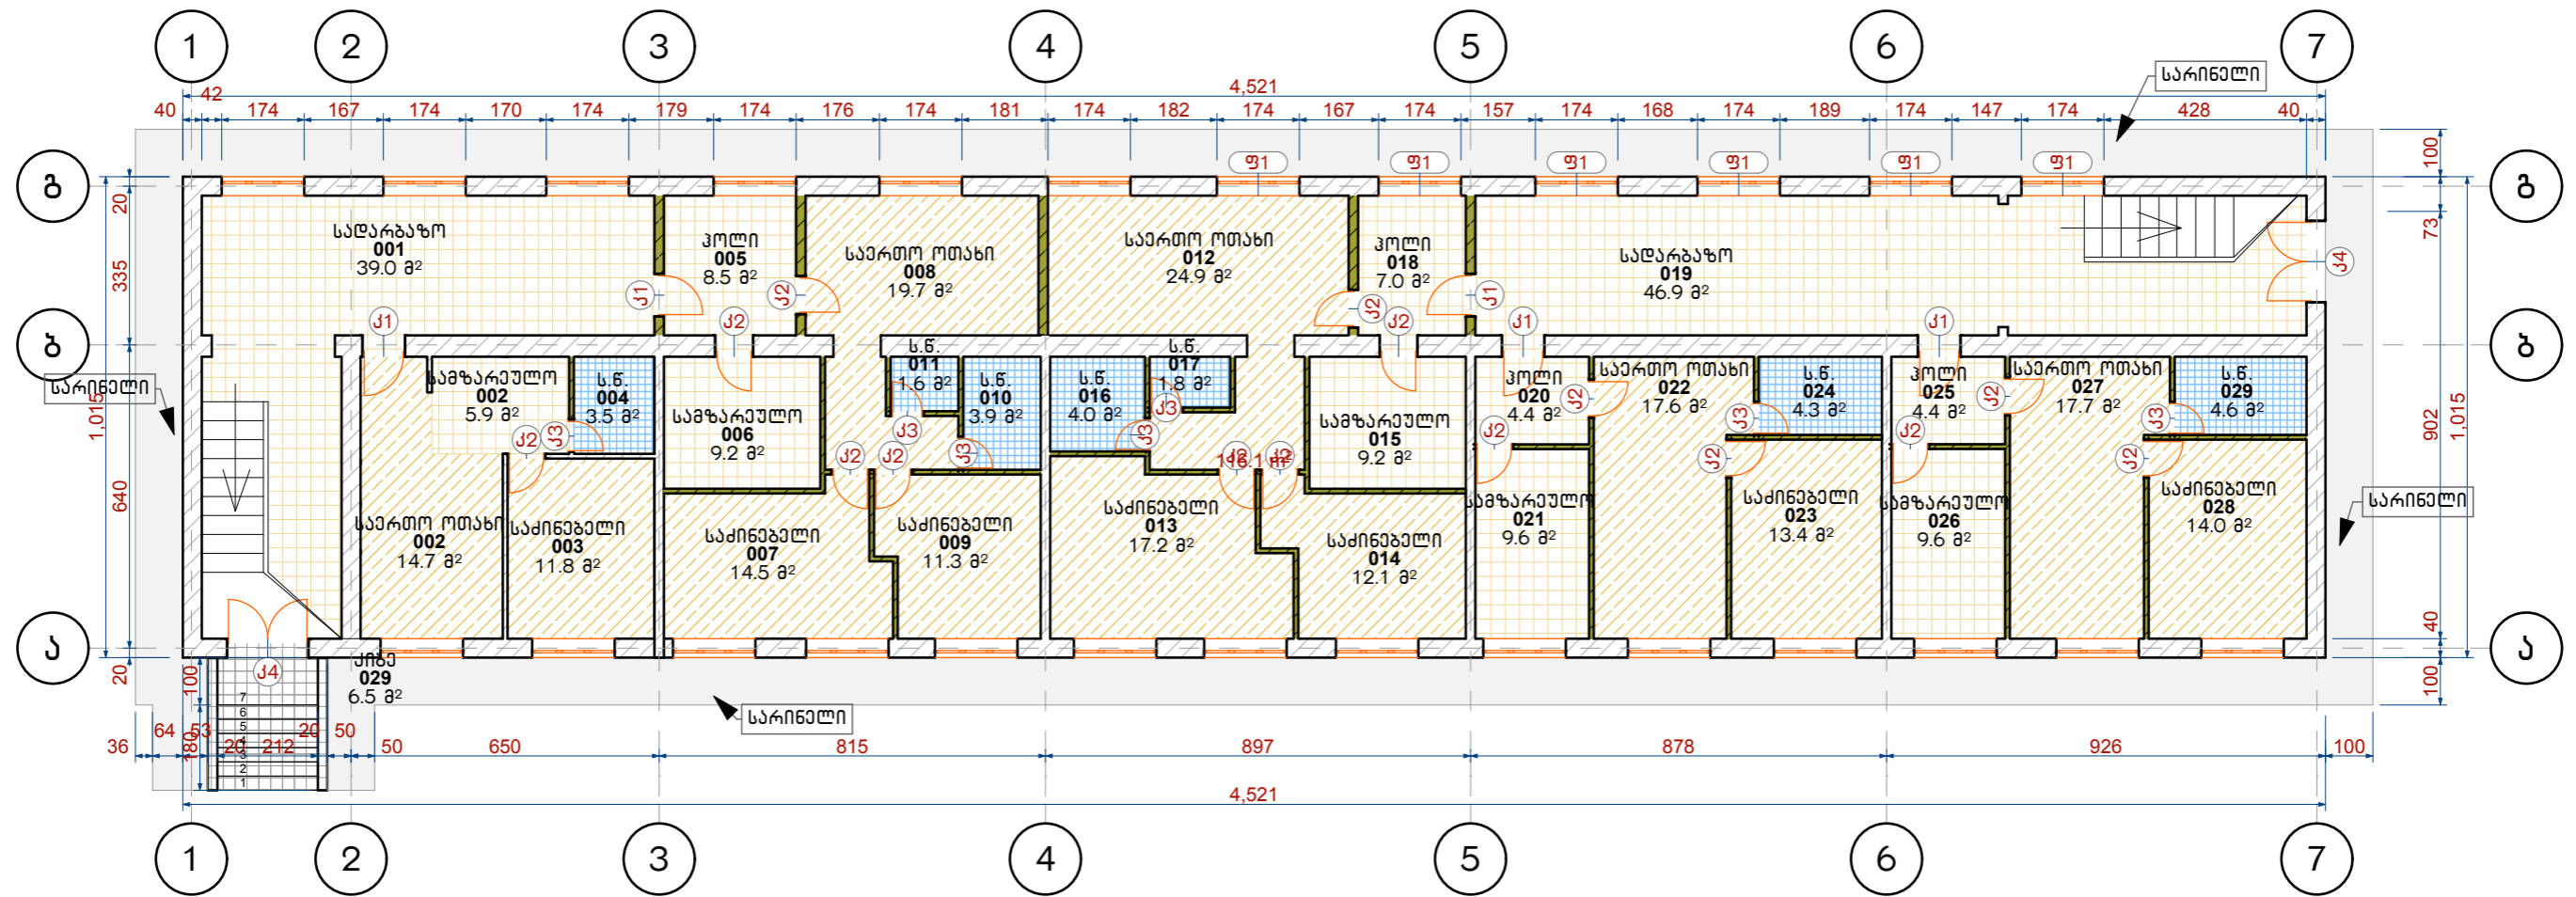 1 2 3 4 5 6 7
სარინელი
4,521
40 42 174 167 174 170 174 179 174 176 174 181 174 182 174 167 174 157 174 168 174 189 174 147 174 428 40
ფ1 ფ1 ფ1 ფ1 ფ1 ფ1
გ გ
20 335 640 20
1,015
100 73 902 40 100
1,015
სადარბაზო
001
39.0 მ²
ჰოლი
005
8.5 მ²
საერთო ოთახი
008
19.7 მ²
საერთო ოთახი
012
24.9 მ²
ჰოლი
018
7.0 მ²
სადარბაზო
019
46.9 მ²
კ1 კ2 კ2 კ1 კ4
კ1 კ2 კ2 კ1 კ1
ბ ბ
სარინელი
სამზარეულო
002
5.9 მ²
ს.წ.
004
3.5 მ²
სამზარეულო
006
9.2 მ²
ს.წ.
011
1.6 მ²
ს.წ.
010
3.9 მ²
ს.წ.
016
4.0 მ²
ს.წ.
017
1.8 მ²
სამზარეულო
015
9.2 მ²
ჰოლი
020
4.4 მ²
საერთო ოთახი
022
17.6 მ²
ს.წ.
024
4.3 მ²
ჰოლი
025
4.4 მ²
საერთო ოთახი
027
17.7 მ²
ს.წ.
029
4.6 მ²
კ2 კ3 კ2 კ3 კ2 კ3 კ3 კ3 კ2 კ2 კ2 კ2 კ3 კ2 კ2 კ2 კ3 კ2
საერთო ოთახი
002
14.7 მ²
საძინებელი
003
11.8 მ²
საძინებელი
007
14.5 მ²
საძინებელი
009
11.3 მ²
საძინებელი
013
17.2 მ²
საძინებელი
014
12.1 მ²
სამზარეულო
021
9.6 მ²
საძინებელი
023
13.4 მ²
სამზარეულო
026
9.6 მ²
საძინებელი
028
14.0 მ²
სარინელი
ა ა
კ4
კიბე
029
6.5 მ²
სარინელი
7
6
5
4
3
2
1
100 180
64 53 20 50
36 20 212 50 650 815 897 878 926 100
4,521
1 2 3 4 5 6 7